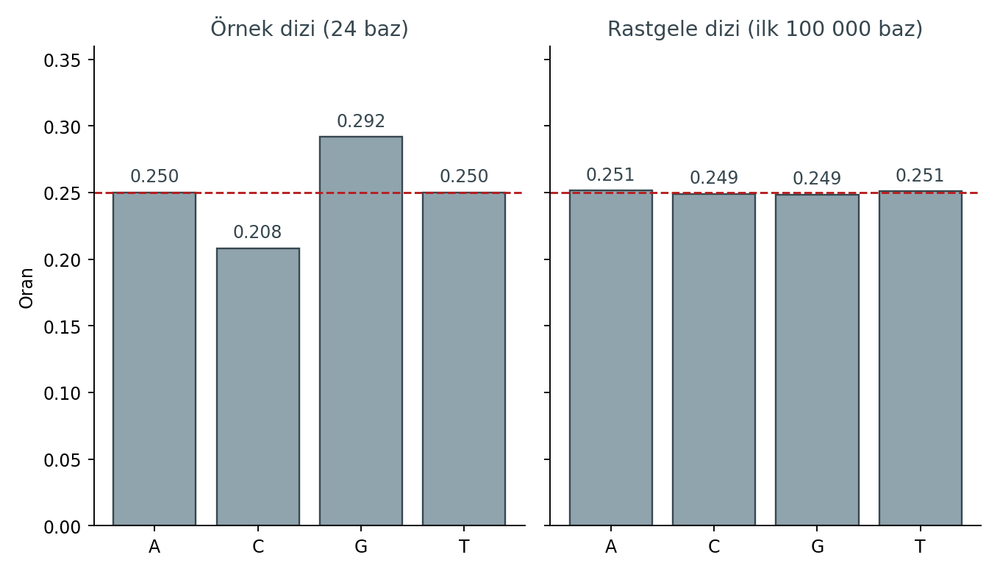 Örnek dizi (24 baz)
Oran
0.35
0.30
0.25
0.20
0.15
0.10
0.05
0.00
0.250
0.208
0.292
0.250
A
C
G
T
Rastgele dizi (ilk 100 000 baz)
0.251
0.249
0.249
0.251
A
C
G
T